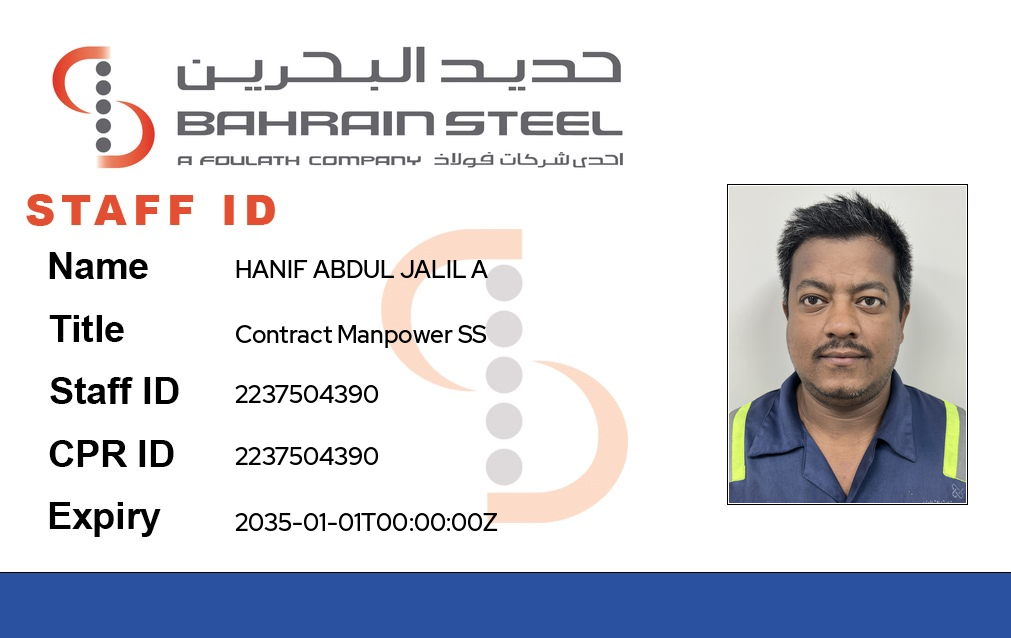 حديد البحرين
BAHRAIN STEEL
A FOULATH COMPANY احدى شركات فولاذ
STAFF ID
Name HANIF ABDUL JALIL A
Title Contract Manpower SS
Staff ID 2237504390
CPR ID 2237504390
Expiry 2035-01-01T00:00:00Z